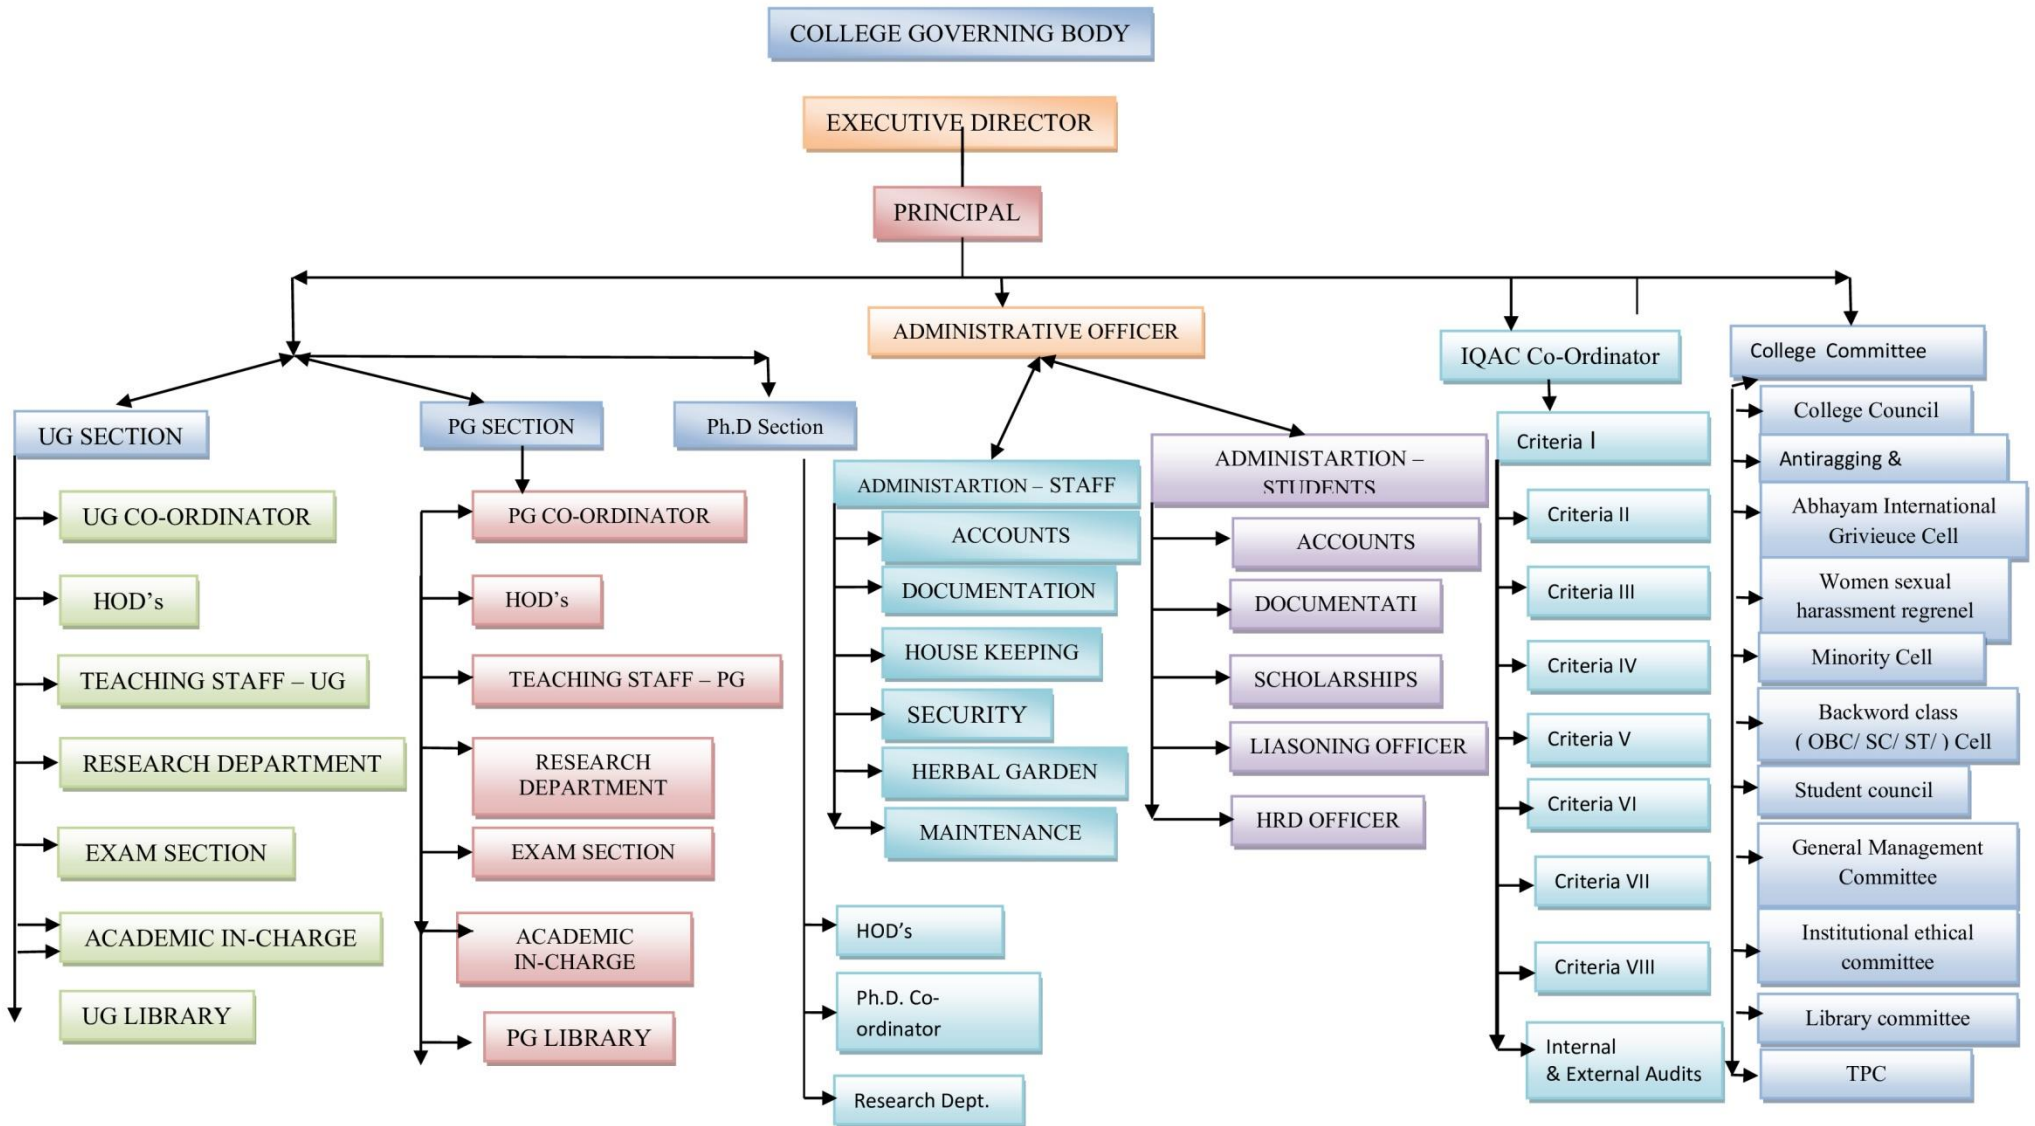 COLLEGE GOVERNING BODY
EXECUTIVE DIRECTOR
PRINCIPAL
ADMINISTRATIVE OFFICER
IQAC Co-Ordinator
College Committee
UG SECTION
PG SECTION
Ph.D Section
UG CO-ORDINATOR
HOD's
TEACHING STAFF – UG
RESEARCH DEPARTMENT
EXAM SECTION
ACADEMIC IN-CHARGE
UG LIBRARY
PG CO-ORDINATOR
HOD's
TEACHING STAFF – PG
RESEARCH
DEPARTMENT
EXAM SECTION
ACADEMIC
IN-CHARGE
PG LIBRARY
HOD's
Ph.D. Co-
ordinator
Research Dept.
ADMINISTARTION – STAFF
ACCOUNTS
DOCUMENTATION
HOUSE KEEPING
SECURITY
HERBAL GARDEN
MAINTENANCE
ADMINISTARTION –
STUDENTS
ACCOUNTS
DOCUMENTATI
SCHOLARSHIPS
LIASONING OFFICER
HRD OFFICER
Criteria I
Criteria II
Criteria III
Criteria IV
Criteria V
Criteria VI
Criteria VII
Criteria VIII
Internal
& External Audits
College Council
Antiragging &
Abhayam International
Grivieuce Cell
Women sexual
harassment regrenel
Minority Cell
Backword class
( OBC/ SC/ ST/ ) Cell
Student council
General Management
Committee
Institutional ethical
committee
Library committee
TPC